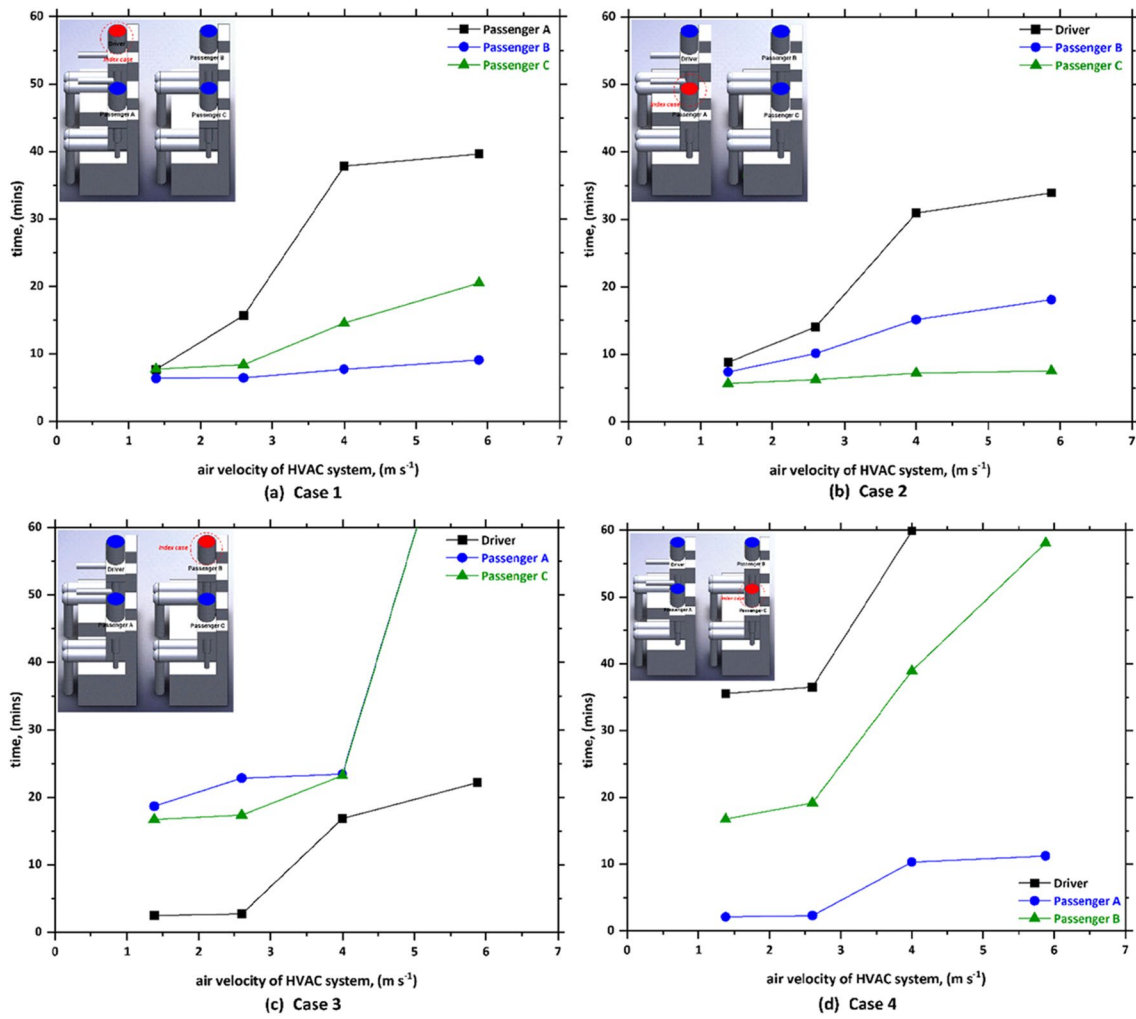 60
50
40
30
20
10
0
time, (mins)
0 1 2 3 4 5 6 7
air velocity of HVAC system, (m s⁻¹)
(a) Case 1
Passenger A
Passenger B
Passenger C
Driver
Index case
Passenger B
Passenger A
Passenger C
60
50
40
30
20
10
0
time, (mins)
0 1 2 3 4 5 6 7
air velocity of HVAC system, (m s⁻¹)
(b) Case 2
Driver
Passenger B
Passenger C
Driver
Passenger B
Index case
Passenger A
Passenger C
60
50
40
30
20
10
0
time, (mins)
0 1 2 3 4 5 6 7
air velocity of HVAC system, (m s⁻¹)
(c) Case 3
Driver
Passenger A
Passenger C
Index case
Driver
Passenger B
Passenger A
Passenger C
60
50
40
30
20
10
0
time, (mins)
0 1 2 3 4 5 6 7
air velocity of HVAC system, (m s⁻¹)
(d) Case 4
Driver
Passenger B
Index case
Passenger A
Passenger C
Driver
Passenger A
Passenger B